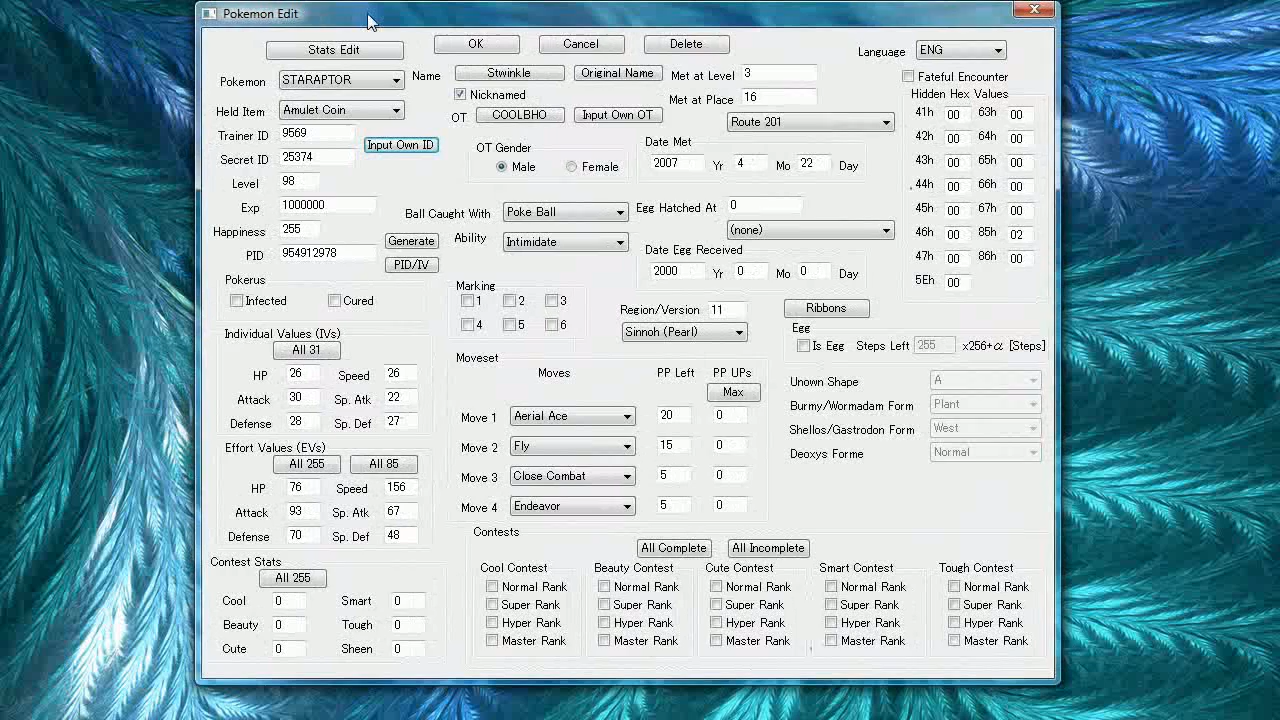 Pokemon Edit
Stats Edit
OK Cancel Delete
Language ENG
Pokemon STARAPTOR Name Stwinkle Original Name Met at Level 3
Fateful Encounter
Nicknamed
Met at Place 16
Hidden Hex Values
Held Item Amulet Coin
OT COOLBHO Input Own OT
Route 201
41h 00 63h 00
Trainer ID 9569
Input Own ID
42h 00 64h 00
OT Gender
Date Met
Secret ID 25374
Male Female
2007 Yr 4 Mo 22 Day
43h 00 65h 00
Level 98
44h 00 66h 00
Exp 1000000
Ball Caught With Poke Ball
Egg Hatched At 0
45h 00 67h 00
Happiness 255
(none)
46h 00 85h 02
Generate
Ability Intimidate
Date Egg Received
PID 954912978
47h 00 86h 00
PID/IV
2000 Yr 0 Mo 0 Day
5Eh 00
Pokerus
Infected Cured
Marking
1 2 3
4 5 6
Region/Version 11
Sinnoh (Pearl)
Ribbons
Egg
Is Egg Steps Left 255 x256+α [Steps]
Individual Values (IVs)
All 31
HP 26 Speed 26
Attack 30 Sp. Atk 22
Defense 28 Sp. Def 27
Moveset
Moves PP Left PP UPs
Max
Move 1 Aerial Ace 20 0
Move 2 Fly 15 0
Move 3 Close Combat 5 0
Move 4 Endeavor 5 0
Unown Shape A
Burmy/Wormadam Form Plant
Shellos/Gastrodon Form West
Deoxys Forme Normal
Effort Values (EVs)
All 255 All 85
HP 76 Speed 156
Attack 93 Sp. Atk 67
Defense 70 Sp. Def 48
Contest Stats
All 255
Cool 0 Smart 0
Beauty 0 Tough 0
Cute 0 Sheen 0
Contests
All Complete All Incomplete
Cool Contest Beauty Contest Cute Contest Smart Contest Tough Contest
Normal Rank Normal Rank Normal Rank Normal Rank Normal Rank
Super Rank Super Rank Super Rank Super Rank Super Rank
Hyper Rank Hyper Rank Hyper Rank Hyper Rank Hyper Rank
Master Rank Master Rank Master Rank Master Rank Master Rank